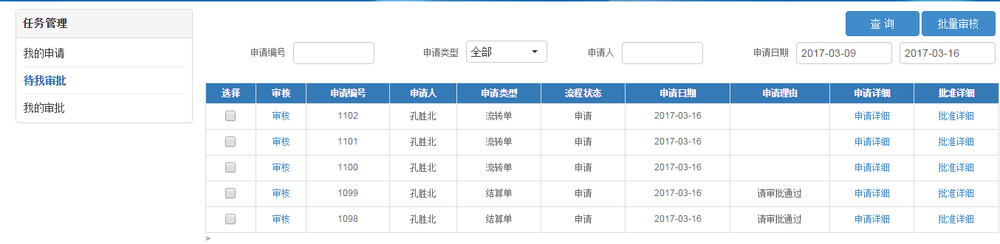 任务管理
我的申请
待我审批
我的审批
查 询 批量审核
申请编号 申请类型 全部 申请人 申请日期 2017-03-09 2017-03-16
选择 审核 申请编号 申请人 申请类型 流程状态 申请日期 申请理由 申请详细 批准详细
审核 1102 孔胜北 流转单 申请 2017-03-16 申请详细 批准详细
审核 1101 孔胜北 流转单 申请 2017-03-16 申请详细 批准详细
审核 1100 孔胜北 流转单 申请 2017-03-16 申请详细 批准详细
审核 1099 孔胜北 结算单 申请 2017-03-16 请审批通过 申请详细 批准详细
审核 1098 孔胜北 结算单 申请 2017-03-16 请审批通过 申请详细 批准详细
>